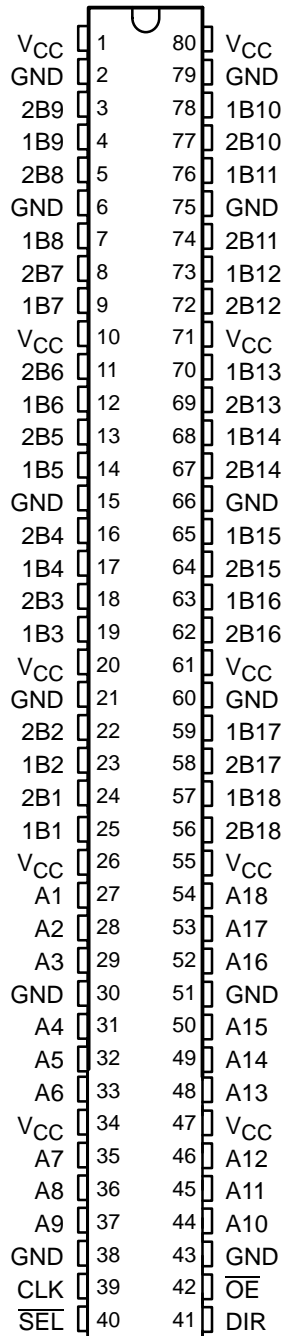 VCC 1 80 VCC
GND 2 79 GND
2B9 3 78 1B10
1B9 4 77 2B10
2B8 5 76 1B11
GND 6 75 GND
1B8 7 74 2B11
2B7 8 73 1B12
1B7 9 72 2B12
VCC 10 71 VCC
2B6 11 70 1B13
1B6 12 69 2B13
2B5 13 68 1B14
1B5 14 67 2B14
GND 15 66 GND
2B4 16 65 1B15
1B4 17 64 2B15
2B3 18 63 1B16
1B3 19 62 2B16
VCC 20 61 VCC
GND 21 60 GND
2B2 22 59 1B17
1B2 23 58 2B17
2B1 24 57 1B18
1B1 25 56 2B18
VCC 26 55 VCC
A1 27 54 A18
A2 28 53 A17
A3 29 52 A16
GND 30 51 GND
A4 31 50 A15
A5 32 49 A14
A6 33 48 A13
VCC 34 47 VCC
A7 35 46 A12
A8 36 45 A11
A9 37 44 A10
GND 38 43 GND
CLK 39 42 O̅E̅
S̅E̅L̅ 40 41 DIR